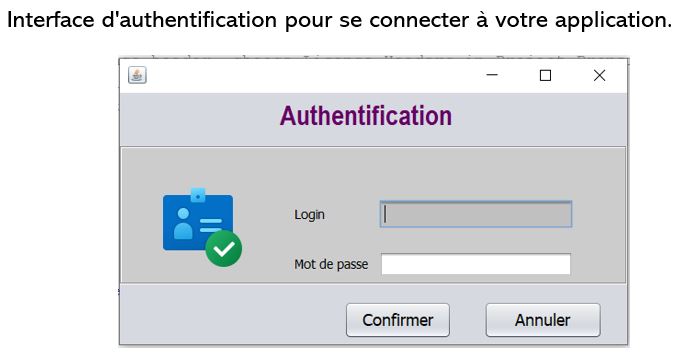 Interface d'authentification pour se connecter à votre application.
Authentification
Login
Mot de passe
Confirmer
Annuler